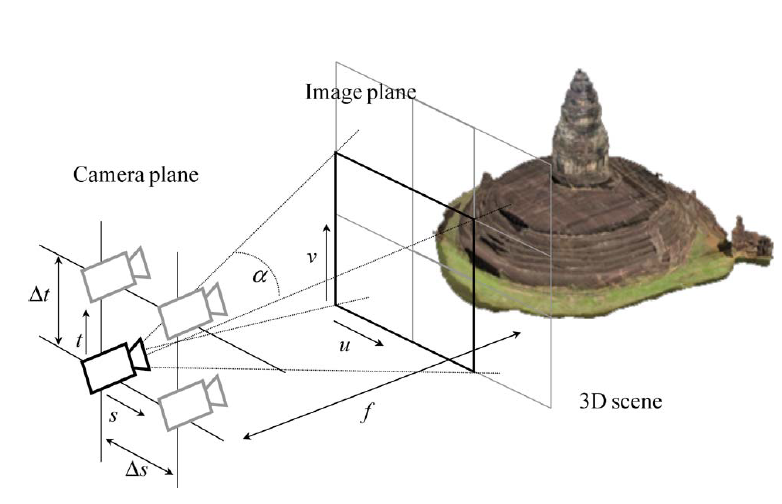 Image plane
Camera plane
α
v
Δt
t
u
s
f
3D scene
Δs